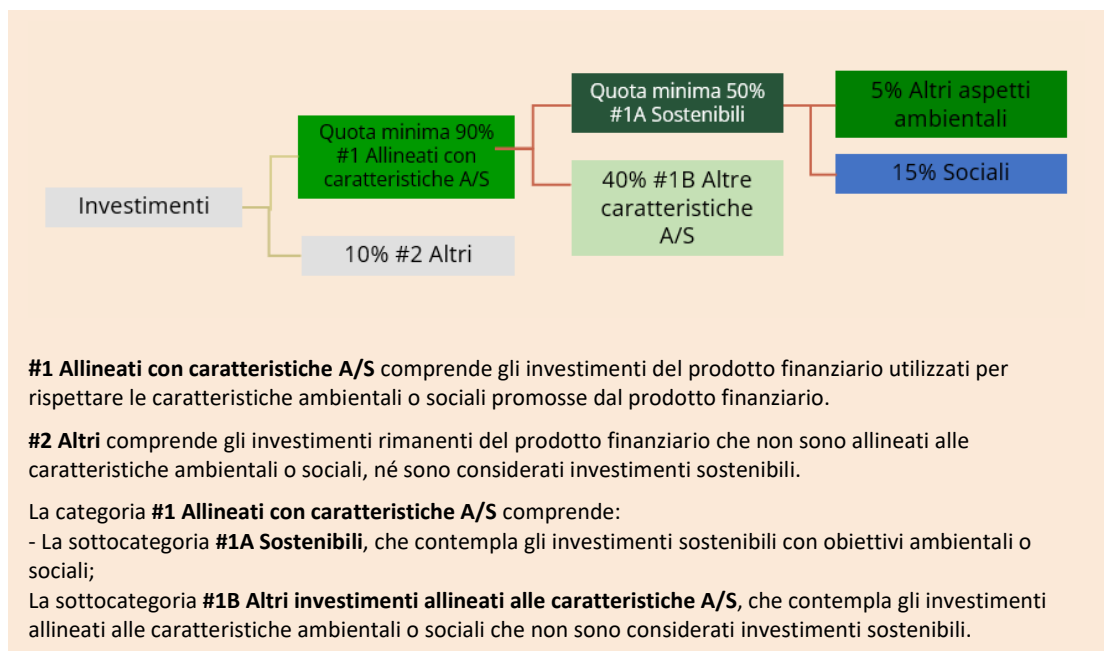 Investimenti
Quota minima 90%
#1 Allineati con
caratteristiche A/S
10% #2 Altri
Quota minima 50%
#1A Sostenibili
40% #1B Altre
caratteristiche
A/S
5% Altri aspetti
ambientali
15% Sociali
#1 Allineati con caratteristiche A/S comprende gli investimenti del prodotto finanziario utilizzati per
rispettare le caratteristiche ambientali o sociali promosse dal prodotto finanziario.
#2 Altri comprende gli investimenti rimanenti del prodotto finanziario che non sono allineati alle
caratteristiche ambientali o sociali, né sono considerati investimenti sostenibili.
La categoria #1 Allineati con caratteristiche A/S comprende:
- La sottocategoria #1A Sostenibili, che contempla gli investimenti sostenibili con obiettivi ambientali o
sociali;
La sottocategoria #1B Altri investimenti allineati alle caratteristiche A/S, che contempla gli investimenti
allineati alle caratteristiche ambientali o sociali che non sono considerati investimenti sostenibili.